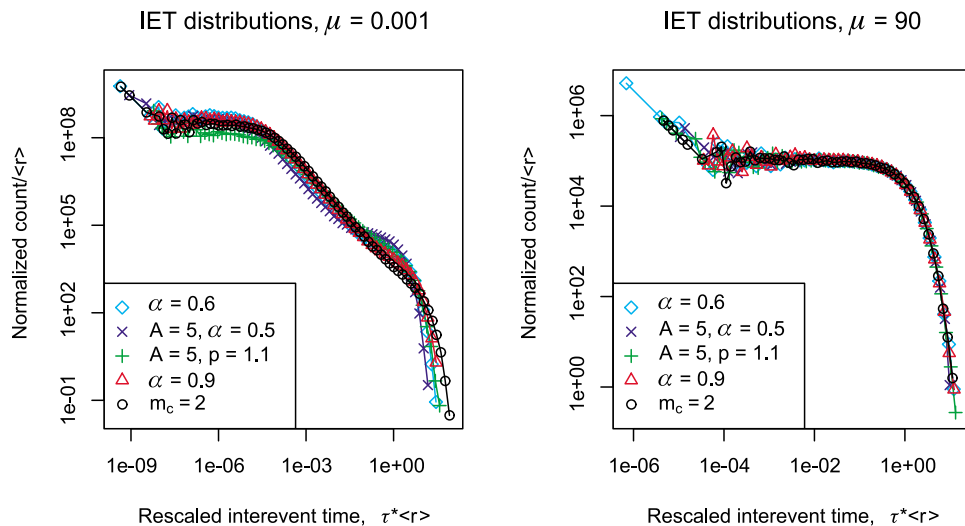 IET distributions, μ = 0.001
Normalized count/<r>
1e+08
1e+05
1e+02
1e-01
α = 0.6
A = 5, α = 0.5
A = 5, p = 1.1
α = 0.9
m_c = 2
1e-09 1e-06 1e-03 1e+00
Rescaled interevent time, τ*<r>
IET distributions, μ = 90
Normalized count/<r>
1e+06
1e+04
1e+02
1e+00
α = 0.6
A = 5, α = 0.5
A = 5, p = 1.1
α = 0.9
m_c = 2
1e-06 1e-04 1e-02 1e+00
Rescaled interevent time, τ*<r>